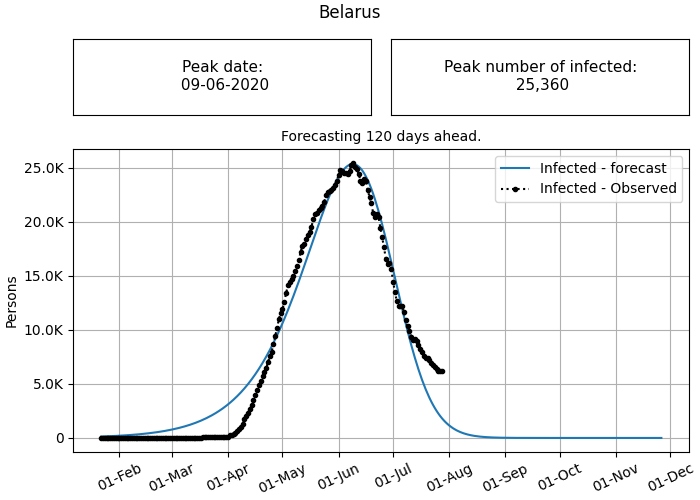 Belarus
Peak date:
09-06-2020
Peak number of infected:
25,360
Forecasting 120 days ahead.
Infected - forecast
Infected - Observed
Persons
25.0K
20.0K
15.0K
10.0K
5.0K
0
01-Feb
01-Mar
01-Apr
01-May
01-Jun
01-Jul
01-Aug
01-Sep
01-Oct
01-Nov
01-Dec